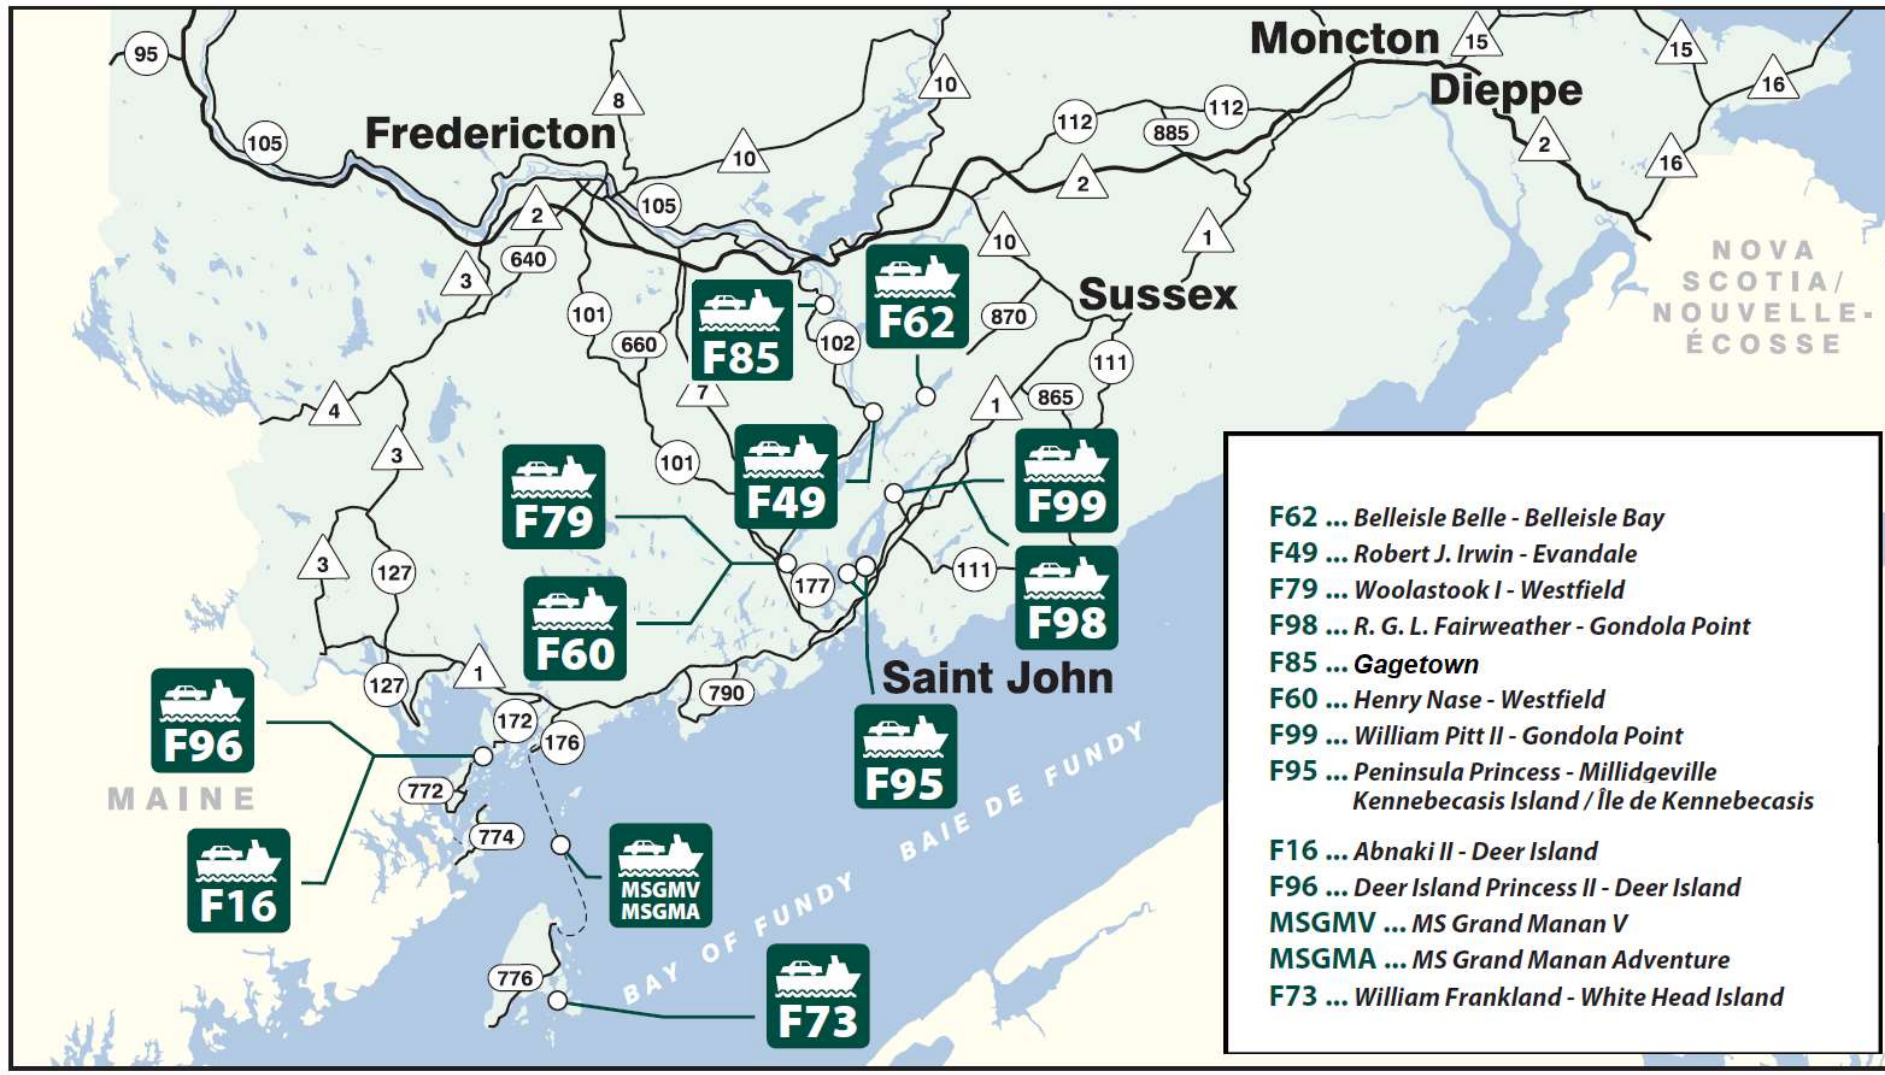 95
8
10
Moncton
15
15
16
Dieppe
105
Fredericton
10
112
885
112
2
2
16
105
2
640
3
10
1
NOVA
SCOTIA/
NOUVELLE-
ÉCOSSE
101
660
F85
102
F62
870
Sussex
111
4
3
7
1
865
101
F49
F79
F99
3
127
F60
177
111
F98
127
1
790
Saint John
F96
172
176
F95
MAINE
772
774
F16
MSGMV
MSGMA
BAIE DE FUNDY
BAY OF FUNDY
776
F73
F62 ... Belleisle Belle - Belleisle Bay
F49 ... Robert J. Irwin - Evandale
F79 ... Woolastook I - Westfield
F98 ... R. G. L. Fairweather - Gondola Point
F85 ... Gagetown
F60 ... Henry Nase - Westfield
F99 ... William Pitt II - Gondola Point
F95 ... Peninsula Princess - Millidgeville
Kennebecasis Island / Île de Kennebecasis
F16 ... Abnaki II - Deer Island
F96 ... Deer Island Princess II - Deer Island
MSGMV ... MS Grand Manan V
MSGMA ... MS Grand Manan Adventure
F73 ... William Frankland - White Head Island